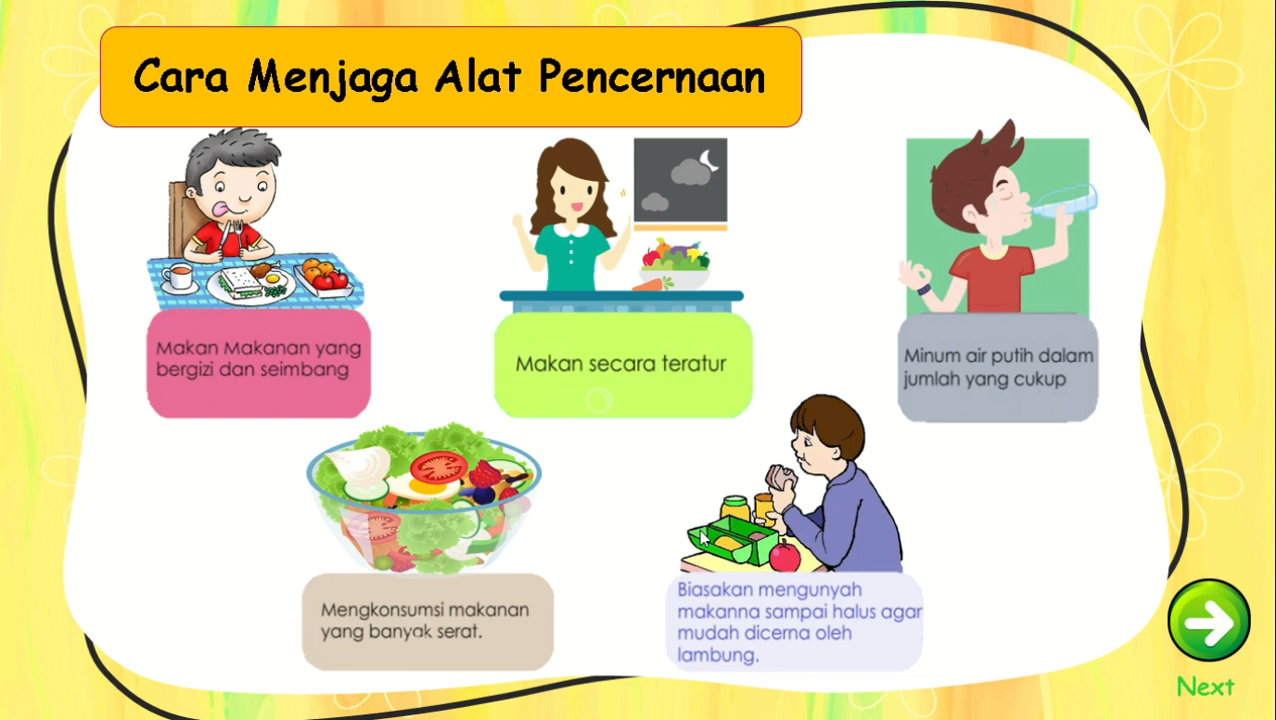 Cara Menjaga Alat Pencernaan
Makan Makanan yang
bergizi dan seimbang
Makan secara teratur
Minum air putih dalam
jumlah yang cukup
Mengkonsumsi makanan
yang banyak serat.
Biasakan mengunyah
makanna sampai halus agar
mudah dicerna oleh
lambung.
Next